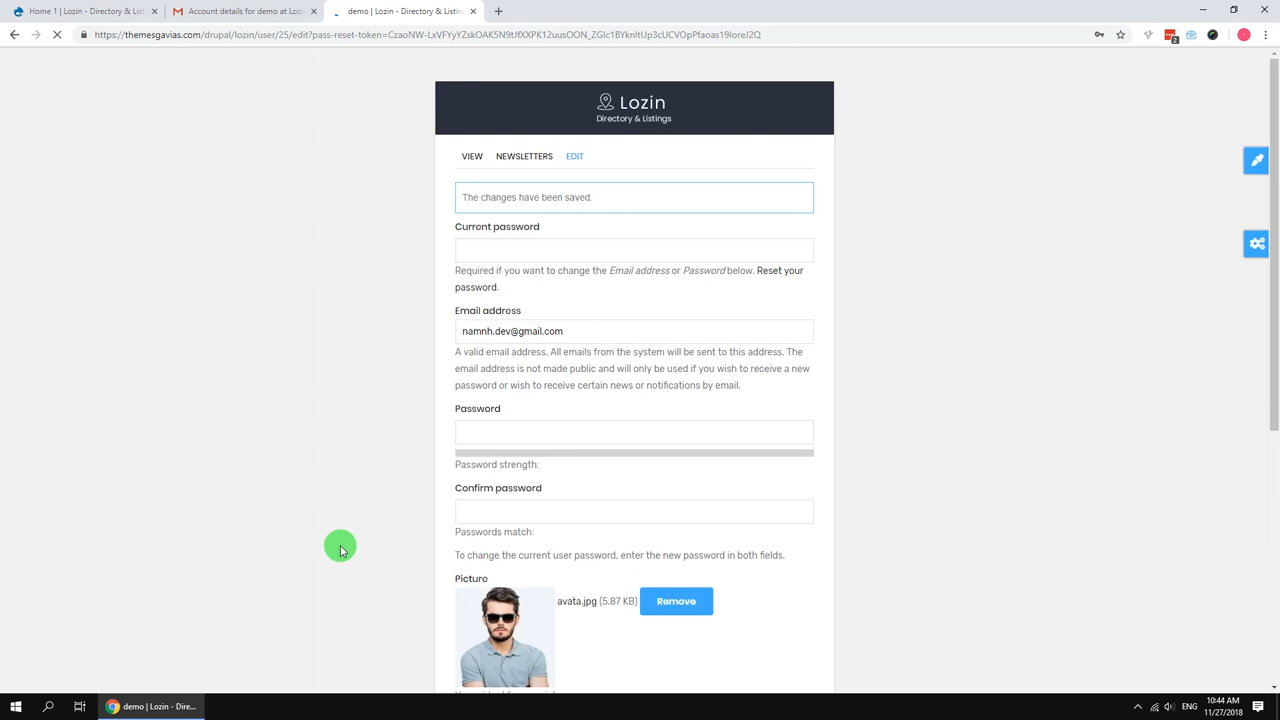 Home 1 | Lozin - Directory & Lis
Account details for demo at Lozi
demo | Lozin - Directory & Listin
https://themesgavias.com/drupal/lozin/user/25/edit?pass-reset-token=
2
Lozin
Directory & Listings
VIEW NEWSLETTERS EDIT
The changes have been saved.
Current password
Required if you want to change the Email address or Password below. Reset your
password.
Email address
namnh.dev@gmail.com
A valid email address. All emails from the system will be sent to this address. The
email address is not made public and will only be used if you wish to receive a new
password or wish to receive certain news or notifications by email.
Password
Password strength:
Confirm password
Passwords match:
To change the current user password, enter the new password in both fields.
Picture
avata.jpg (5.87 KB) Remove
demo | Lozin - Dire...
ENG
10:44 AM
11/27/2018